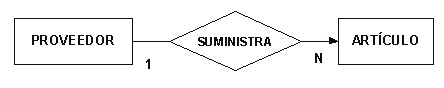 PROVEEDOR
SUMINISTRA
ARTÍCULO
1
N